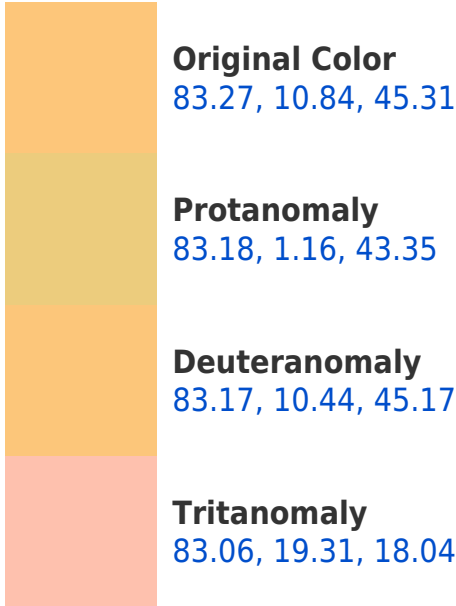 Original Color
83.27, 10.84, 45.31
Protanomaly
83.18, 1.16, 43.35
Deuteranomaly
83.17, 10.44, 45.17
Tritanomaly
83.06, 19.31, 18.04